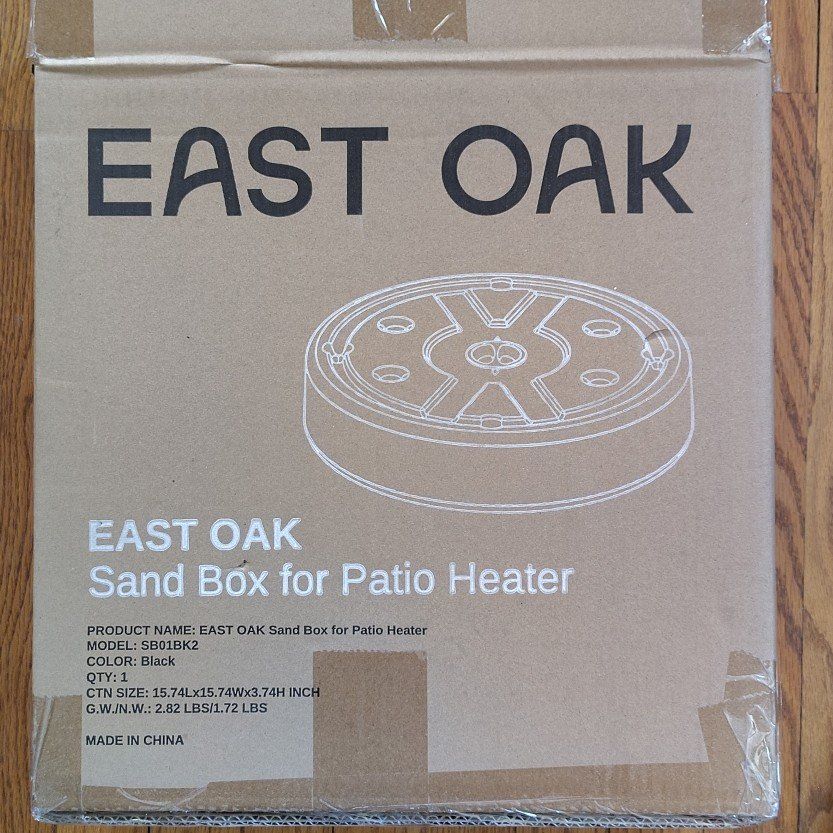 EAST OAK
EAST OAK
Sand Box for Patio Heater
PRODUCT NAME: EAST OAK Sand Box for Patio Heater
MODEL: SB01BK2
COLOR: Black
QTY: 1
CTN SIZE: 15.74Lx15.74Wx3.74H INCH
G.W./N.W.: 2.82 LBS/1.72 LBS
MADE IN CHINA